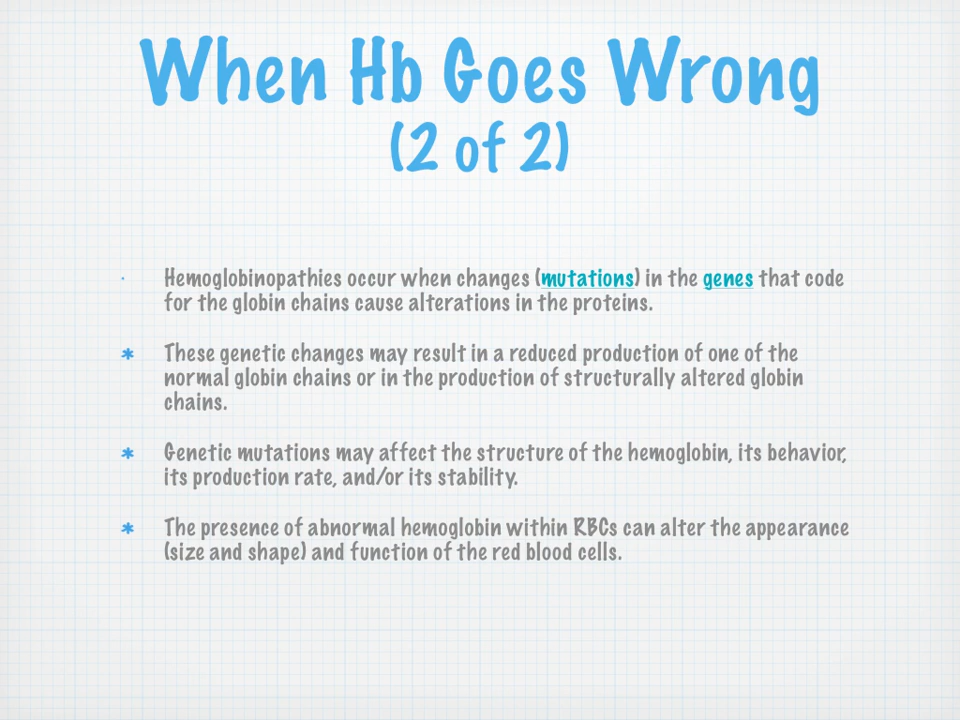 When Hb Goes Wrong
(2 of 2)
· Hemoglobinopathies occur when changes (mutations) in the genes that code
for the globin chains cause alterations in the proteins.
✱ These genetic changes may result in a reduced production of one of the
normal globin chains or in the production of structurally altered globin
chains.
✱ Genetic mutations may affect the structure of the hemoglobin, its behavior,
its production rate, and/or its stability.
✱ The presence of abnormal hemoglobin within RBCs can alter the appearance
(size and shape) and function of the red blood cells.